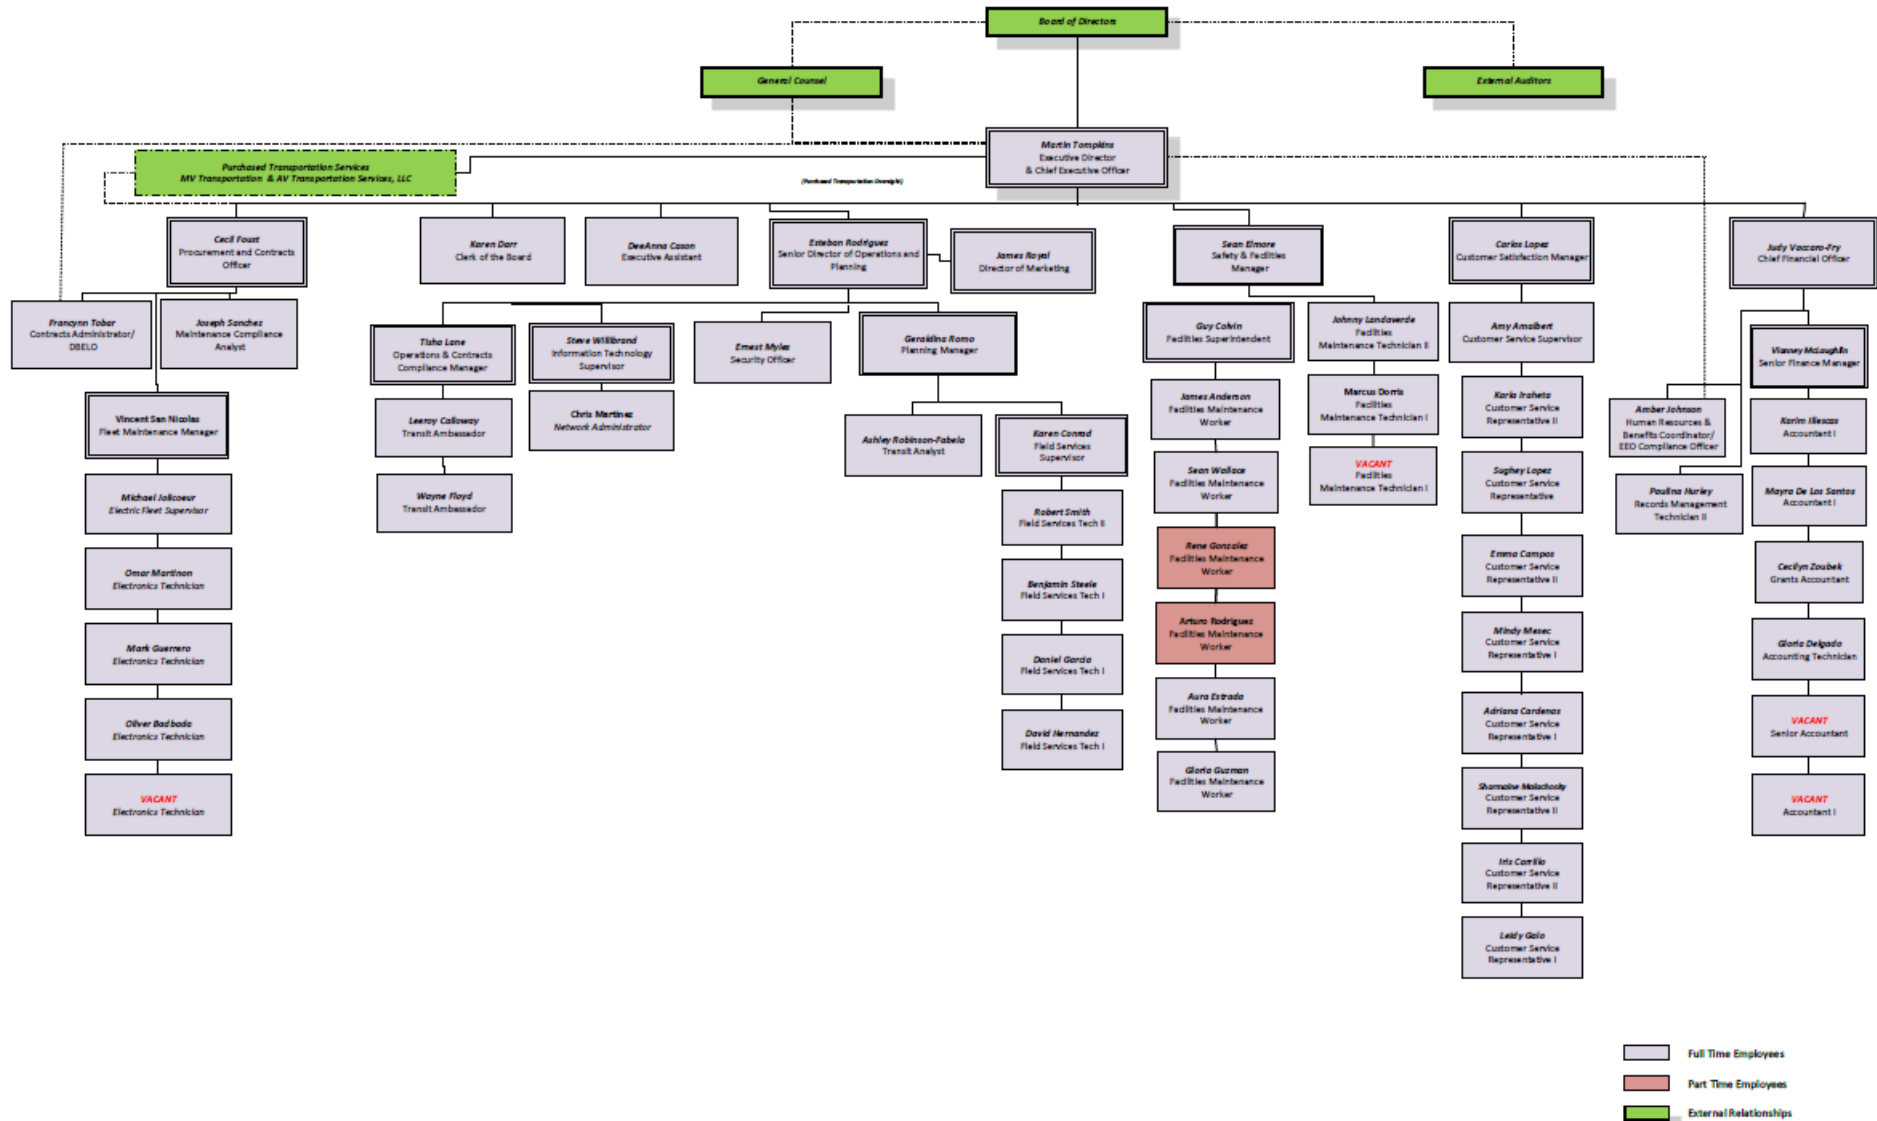 Board of Directors
General Counsel
External Auditors
Martin Tompkins
Executive Director
& Chief Executive Officer
Purchased Transportation Services
MV Transportation & AV Transportation Services, LLC
(Purchased Transportation Oversight)
Cecil Foust
Procurement and Contracts
Officer
Karen Darr
Clerk of the Board
DeeAnna Cason
Executive Assistant
Esteban Rodriguez
Senior Director of Operations and
Planning
James Royal
Director of Marketing
Sean Elmore
Safety & Facilities
Manager
Carlos Lopez
Customer Satisfaction Manager
Judy Vaccaro-Fry
Chief Financial Officer
Francynn Tobar
Contracts Administrator/
DBELO
Joseph Sanchez
Maintenance Compliance
Analyst
Tisha Lane
Operations & Contracts
Compliance Manager
Steve Willibrand
Information Technology
Supervisor
Ernest Myles
Security Officer
Geraldina Romo
Planning Manager
Guy Colvin
Facilities Superintendent
Johnny Landaverde
Facilities
Maintenance Technician II
Amy Amalbert
Customer Service Supervisor
Vianney McLaughlin
Senior Finance Manager
Vincent San Nicolas
Fleet Maintenance Manager
Leeroy Calloway
Transit Ambassador
Chris Martinez
Network Administrator
Ashley Robinson-Fabela
Transit Analyst
Karen Conrad
Field Services
Supervisor
James Anderson
Facilities Maintenance
Worker
Marcus Dorris
Facilities
Maintenance Technician I
Karla Iraheta
Customer Service
Representative II
Amber Johnson
Human Resources &
Benefits Coordinator/
EEO Compliance Officer
Karim Illescas
Accountant I
Michael Jolicoeur
Electric Fleet Supervisor
Wayne Floyd
Transit Ambassador
Robert Smith
Field Services Tech II
Sean Wallace
Facilities Maintenance
Worker
VACANT
Facilities
Maintenance Technician I
Sughey Lopez
Customer Service
Representative
Paulina Hurley
Records Management
Technician II
Mayra De Los Santos
Accountant I
Omar Martinon
Electronics Technician
Benjamin Steele
Field Services Tech I
Rene Gonzalez
Facilities Maintenance
Worker
Emma Campos
Customer Service
Representative II
Cecilyn Zoubek
Grants Accountant
Mark Guerrero
Electronics Technician
Daniel Garcia
Field Services Tech I
Arturo Rodriguez
Facilities Maintenance
Worker
Mindy Mesec
Customer Service
Representative I
Gloria Delgado
Accounting Technician
Oliver Badbada
Electronics Technician
David Hernandez
Field Services Tech I
Aura Estrada
Facilities Maintenance
Worker
Adriana Cardenas
Customer Service
Representative I
VACANT
Senior Accountant
VACANT
Electronics Technician
Gloria Guzman
Facilities Maintenance
Worker
Sharmaine
Customer Service
Representative II
VACANT
Accountant I
Iris Carrillo
Customer Service
Representative II
Leidy
Customer Service
Representative I
Full Time Employees
Part Time Employees
External Relationships